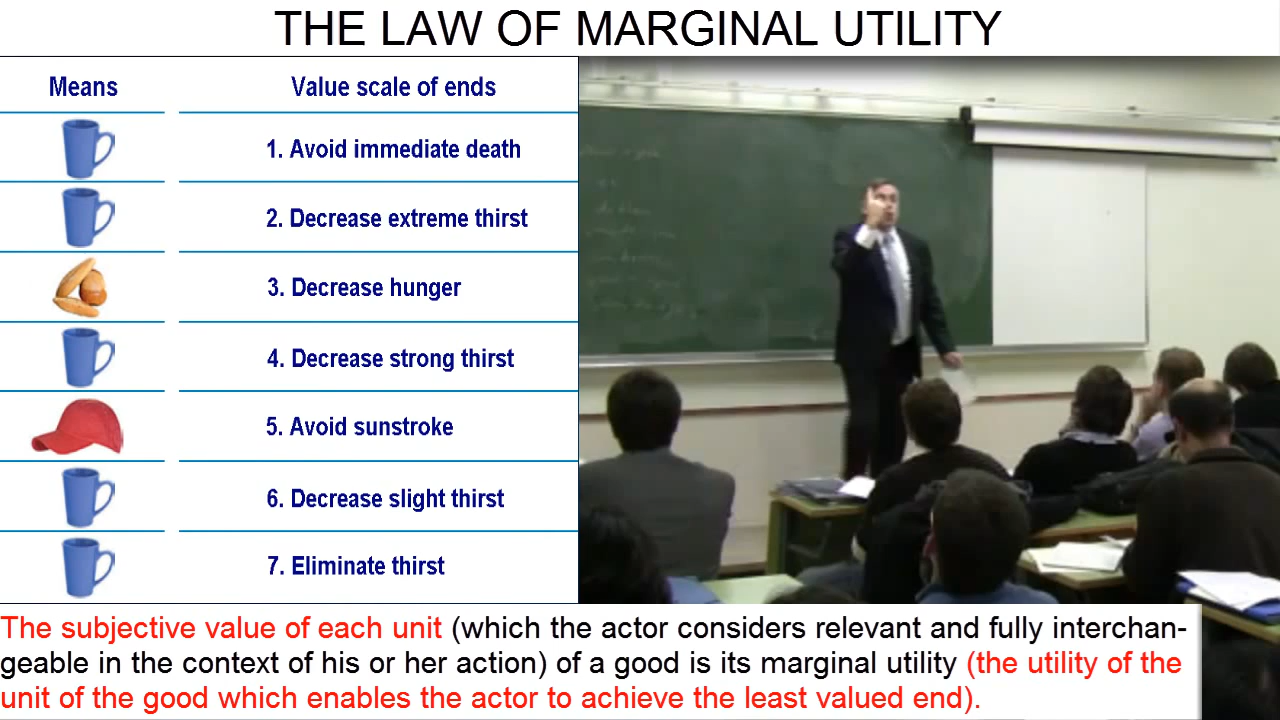 THE LAW OF MARGINAL UTILITY
Means
Value scale of ends
1. Avoid immediate death
2. Decrease extreme thirst
3. Decrease hunger
4. Decrease strong thirst
5. Avoid sunstroke
6. Decrease slight thirst
7. Eliminate thirst
The subjective value of each unit (which the actor considers relevant and fully interchan-
geable in the context of his or her action) of a good is its marginal utility (the utility of the
unit of the good which enables the actor to achieve the least valued end).